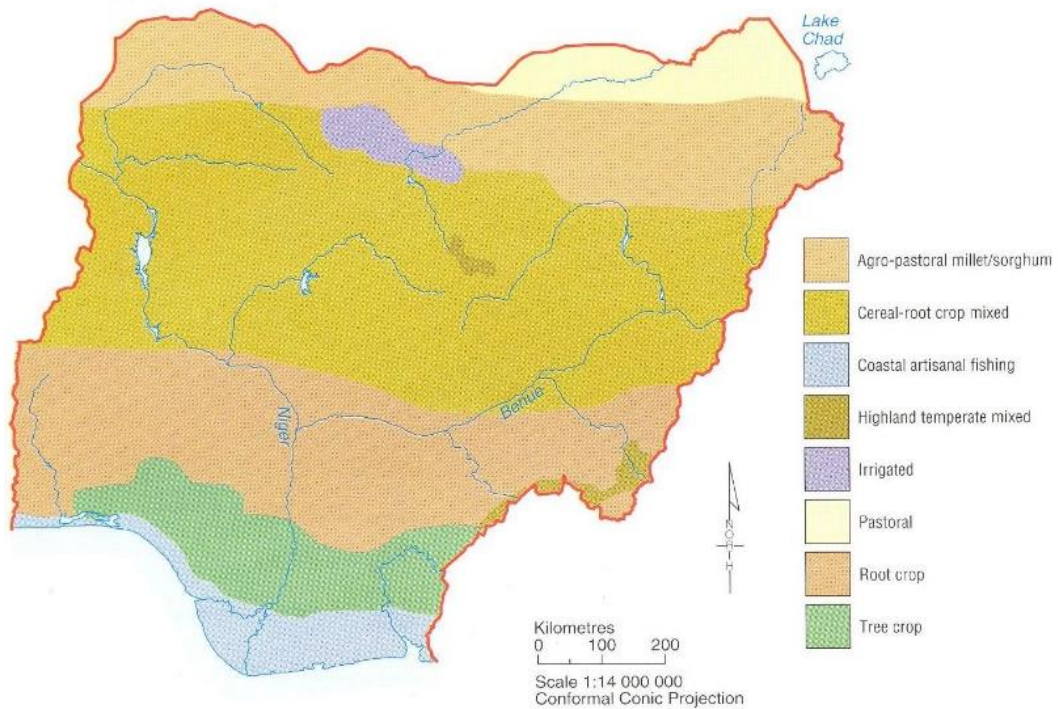 Lake
Chad
Agro-pastoral millet/sorghum
Cereal-root crop mixed
Coastal artisanal fishing
Highland temperate mixed
Irrigated
Pastoral
Root crop
Tree crop
Benue
Niger
NORTH
Kilometres
0 100 200
Scale 1:14 000 000
Conformal Conic Projection